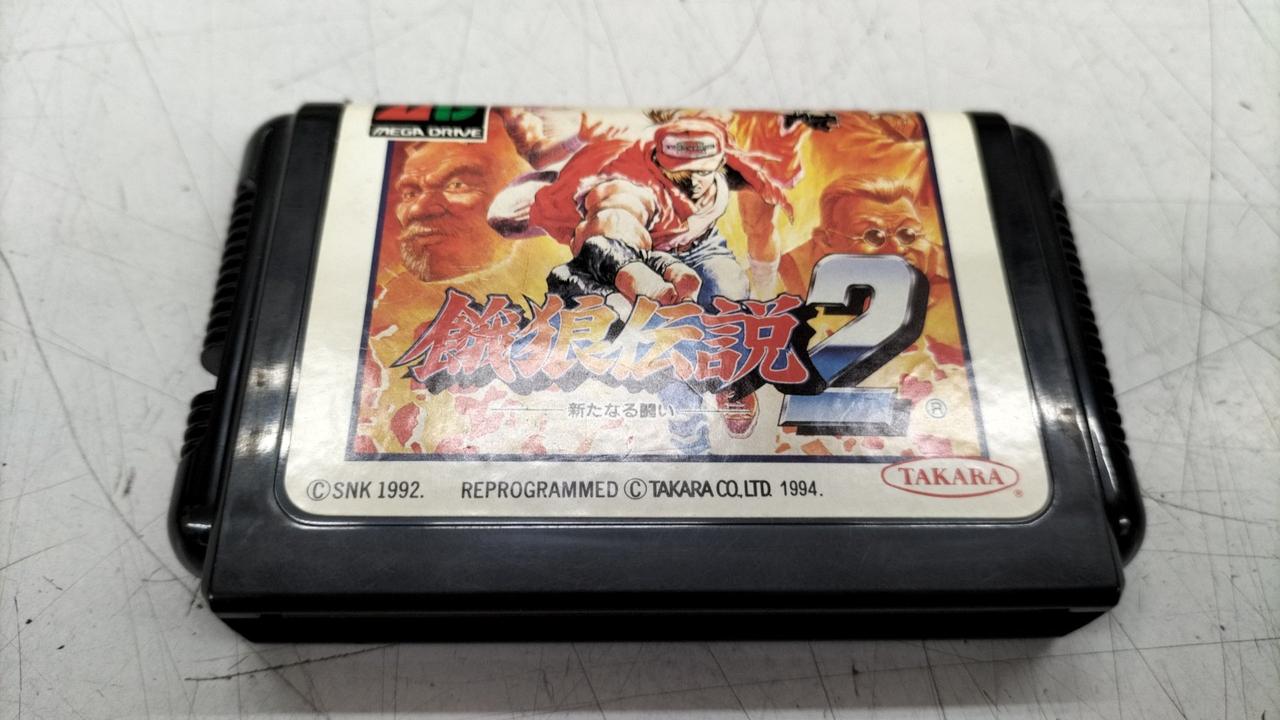 MEGA DRIVE
餓狼伝説2
新たなる闘い
®
©SNK 1992. REPROGRAMMED ©TAKARA CO., LTD. 1994.
TAKARA®